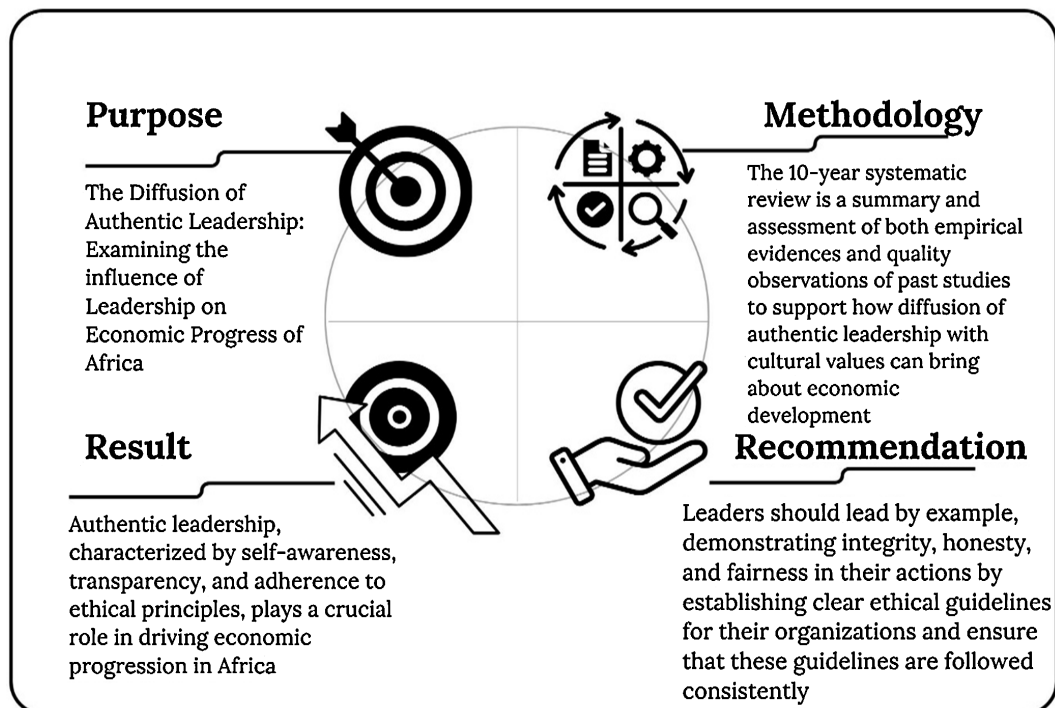 Purpose
The Diffusion of
Authentic Leadership:
Examining the
influence of
Leadership on
Economic Progress of
Africa
Methodology
The 10-year systematic
review is a summary and
assessment of both empirical
evidences and quality
observations of past studies
to support how diffusion of
authentic leadership with
cultural values can bring
about economic
development
Result
Authentic leadership,
characterized by self-awareness,
transparency, and adherence to
ethical principles, plays a crucial
role in driving economic
progression in Africa
Recommendation
Leaders should lead by example,
demonstrating integrity, honesty,
and fairness in their actions by
establishing clear ethical guidelines
for their organizations and ensure
that these guidelines are followed
consistently